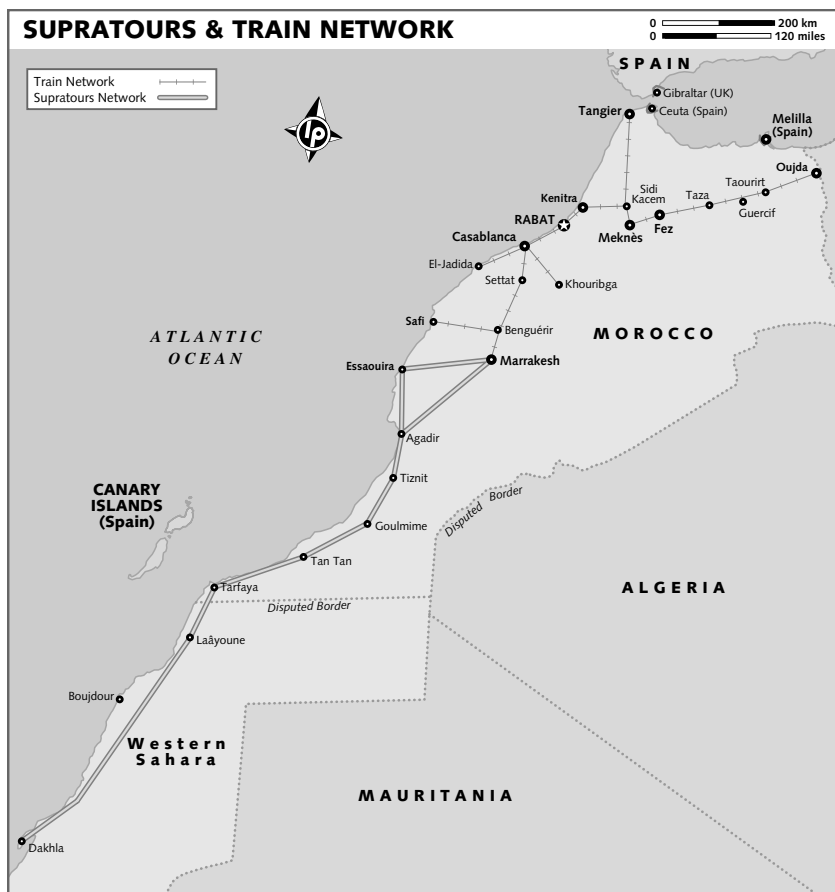 SUPRATOURS & TRAIN NETWORK
0 200 km
0 120 miles
Train Network
Supratours Network
lp
SPAIN
Gibraltar (UK)
Ceuta (Spain)
Tangier
Melilla
(Spain)
Oujda
Taourirt
Taza
Guercif
Sidi
Kacem
Kenitra
RABAT
Fez
Meknès
Casablanca
El-Jadida
Settat
Khouribga
Safi
Benguérir
MOROCCO
ATLANTIC
OCEAN
Essaouira
Marrakesh
Agadir
Tiznit
CANARY
ISLANDS
(Spain)
Disputed Border
Goulmime
Tan Tan
Tarfaya
Disputed Border
ALGERIA
Laâyoune
Boujdour
Western
Sahara
MAURITANIA
Dakhla